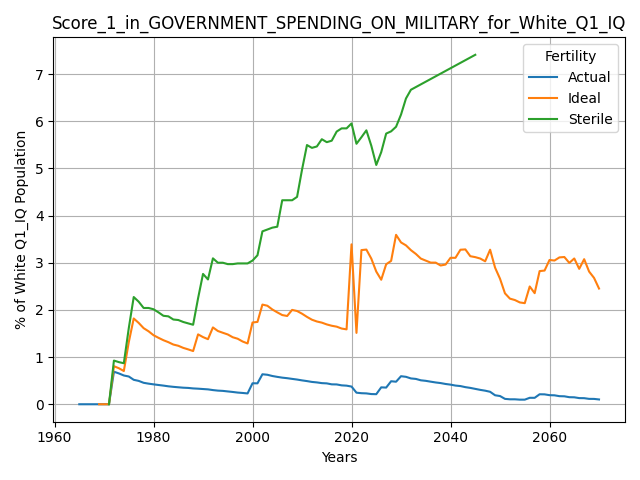 Score_1_in_GOVERNMENT_SPENDING_ON_MILITARY_for_White_Q1_IQ
Fertility
Actual
Ideal
Sterile
% of White Q1_IQ Population
7
6
5
4
3
2
1
0
1960 1980 2000 2020 2040 2060
Years